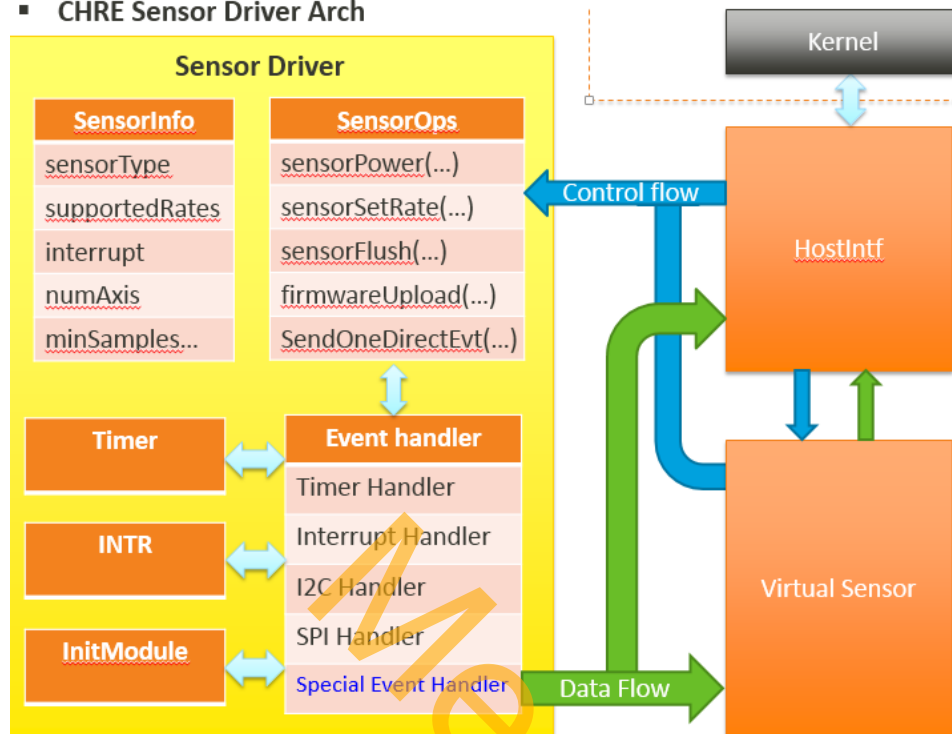 ▪ CHRE Sensor Driver Arch
Sensor Driver
SensorInfo
sensorType
supportedRates
interrupt
numAxis
minSamples...
SensorOps
sensorPower(...)
sensorSetRate(...)
sensorFlush(...)
firmwareUpload(...)
SendOneDirectEvt(...)
Timer
INTR
InitModule
Event handler
Timer Handler
Interrupt Handler
I2C Handler
SPI Handler
Special Event Handler
Control flow
Data Flow
Kernel
HostIntf
Virtual Sensor